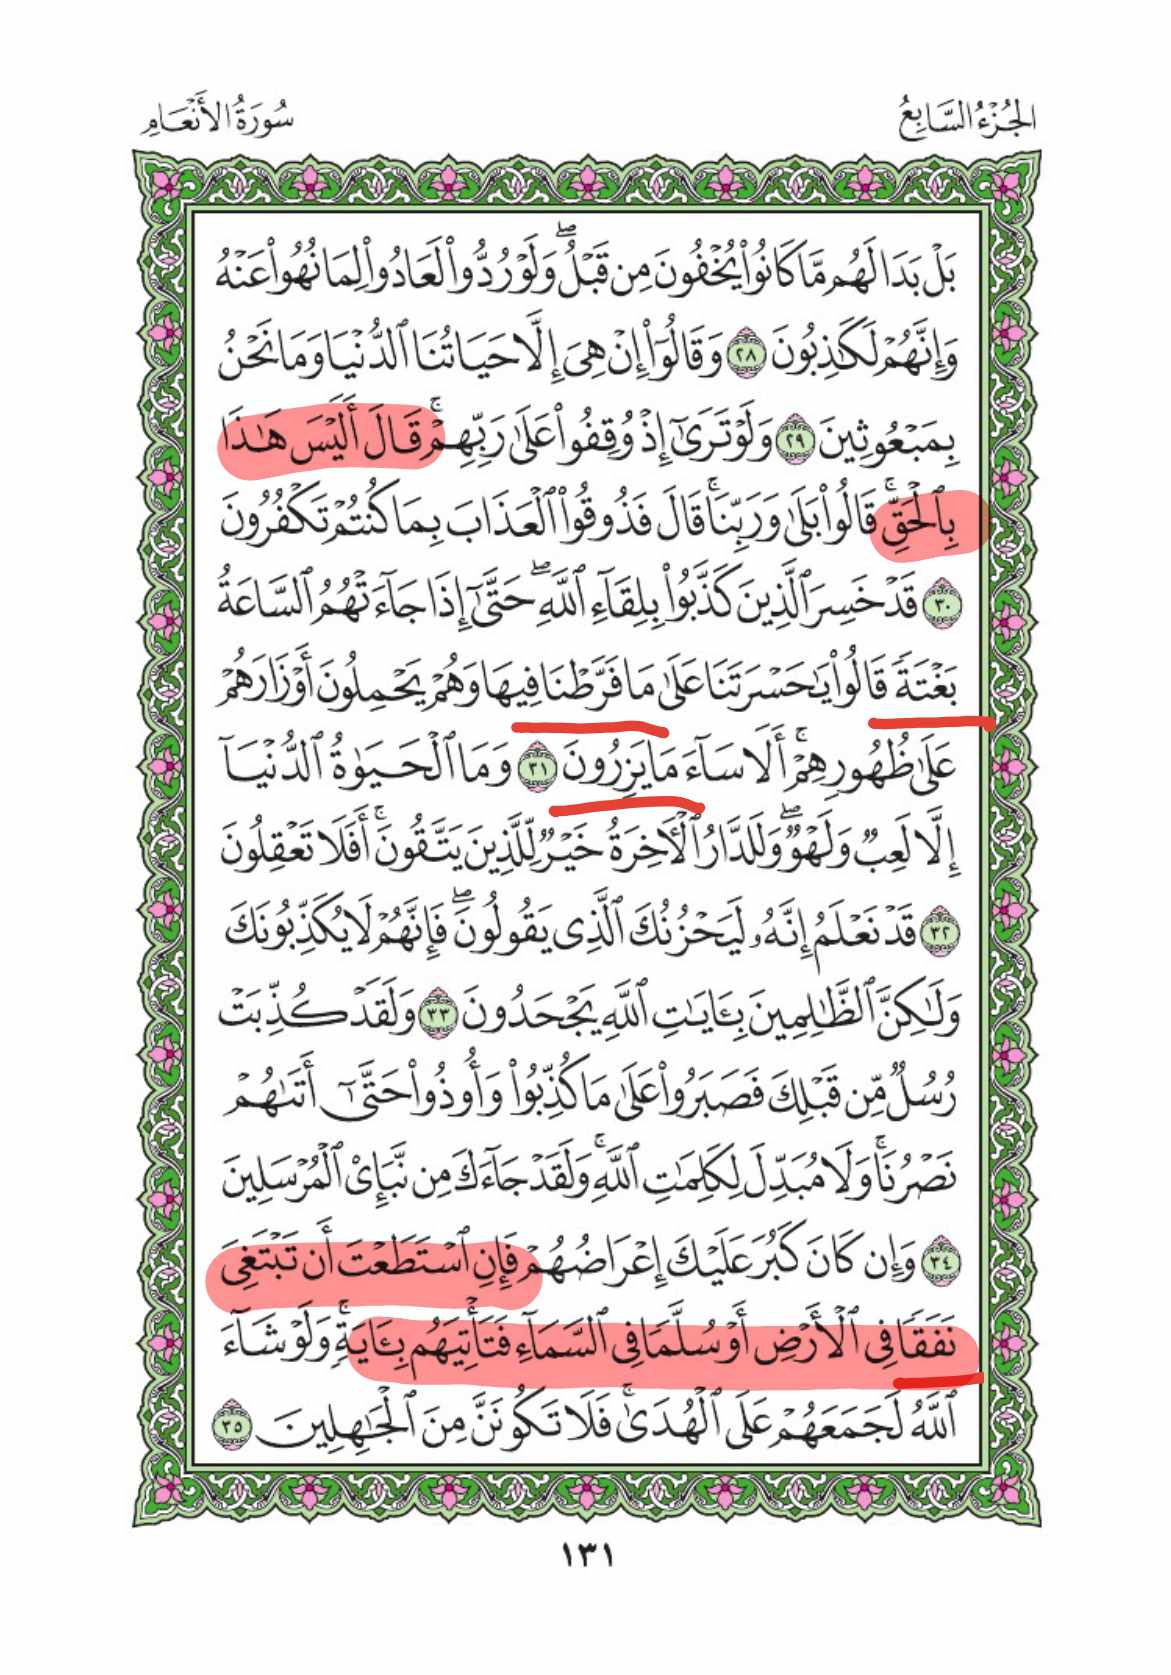 الجُزْءُ السَّابِعُ
سُورَةُ الأَنْعَامِ
بَلْ بَدَا لَهُم مَّا كَانُوا۟ يُخْفُونَ مِن قَبْلُ ۖ وَلَوْ رُدُّوا۟ لَعَادُوا۟ لِمَا نُهُوا۟ عَنْهُ
وَإِنَّهُمْ لَكَـٰذِبُونَ ٢٨ وَقَالُوٓا۟ إِنْ هِىَ إِلَّا حَيَاتُنَا ٱلدُّنْيَا وَمَا نَحْنُ
بِمَبْعُوثِينَ ٢٩ وَلَوْ تَرَىٰٓ إِذْ وُقِفُوا۟ عَلَىٰ رَبِّهِمْ ۚ قَالَ أَلَيْسَ هَـٰذَا
بِٱلْحَقِّ ۚ قَالُوا۟ بَلَىٰ وَرَبِّنَا ۚ قَالَ فَذُوقُوا۟ ٱلْعَذَابَ بِمَا كُنتُمْ تَكْفُرُونَ
٣٠ قَدْ خَسِرَ ٱلَّذِينَ كَذَّبُوا۟ بِلِقَآءِ ٱللَّهِ ۖ حَتَّىٰٓ إِذَا جَآءَتْهُمُ ٱلسَّاعَةُ
بَغْتَةً قَالُوا۟ يَـٰحَسْرَتَنَا عَلَىٰ مَا فَرَّطْنَا فِيهَا وَهُمْ يَحْمِلُونَ أَوْزَارَهُمْ
عَلَىٰ ظُهُورِهِمْ ۚ أَلَا سَآءَ مَا يَزِرُونَ ٣١ وَمَا ٱلْحَيَوٰةُ ٱلدُّنْيَآ
إِلَّا لَعِبٌ وَلَهْوٌ ۖ وَلَلدَّارُ ٱلْـَٔاخِرَةُ خَيْرٌ لِّلَّذِينَ يَتَّقُونَ ۗ أَفَلَا تَعْقِلُونَ
٣٢ قَدْ نَعْلَمُ إِنَّهُۥ لَيَحْزُنُكَ ٱلَّذِى يَقُولُونَ ۖ فَإِنَّهُمْ لَا يُكَذِّبُونَكَ
وَلَـٰكِنَّ ٱلظَّـٰلِمِينَ بِـَٔايَـٰتِ ٱللَّهِ يَجْحَدُونَ ٣٣ وَلَقَدْ كُذِّبَتْ
رُسُلٌ مِّن قَبْلِكَ فَصَبَرُوا۟ عَلَىٰ مَا كُذِّبُوا۟ وَأُوذُوا۟ حَتَّىٰٓ أَتَىٰهُمْ
نَصْرُنَا ۚ وَلَا مُبَدِّلَ لِكَلِمَـٰتِ ٱللَّهِ ۚ وَلَقَدْ جَآءَكَ مِن نَّبَإِى۟ ٱلْمُرْسَلِينَ
٣٤ وَإِن كَانَ كَبُرَ عَلَيْكَ إِعْرَاضُهُمْ فَإِنِ ٱسْتَطَعْتَ أَن تَبْتَغِىَ
نَفَقًا فِى ٱلْأَرْضِ أَوْ سُلَّمًا فِى ٱلسَّمَآءِ فَتَأْتِيَهُم بِـَٔايَةٍ ۚ وَلَوْ شَآءَ
ٱللَّهُ لَجَمَعَهُمْ عَلَى ٱلْهُدَىٰ ۚ فَلَا تَكُونَنَّ مِنَ ٱلْجَـٰهِلِينَ ٣٥
١٣١